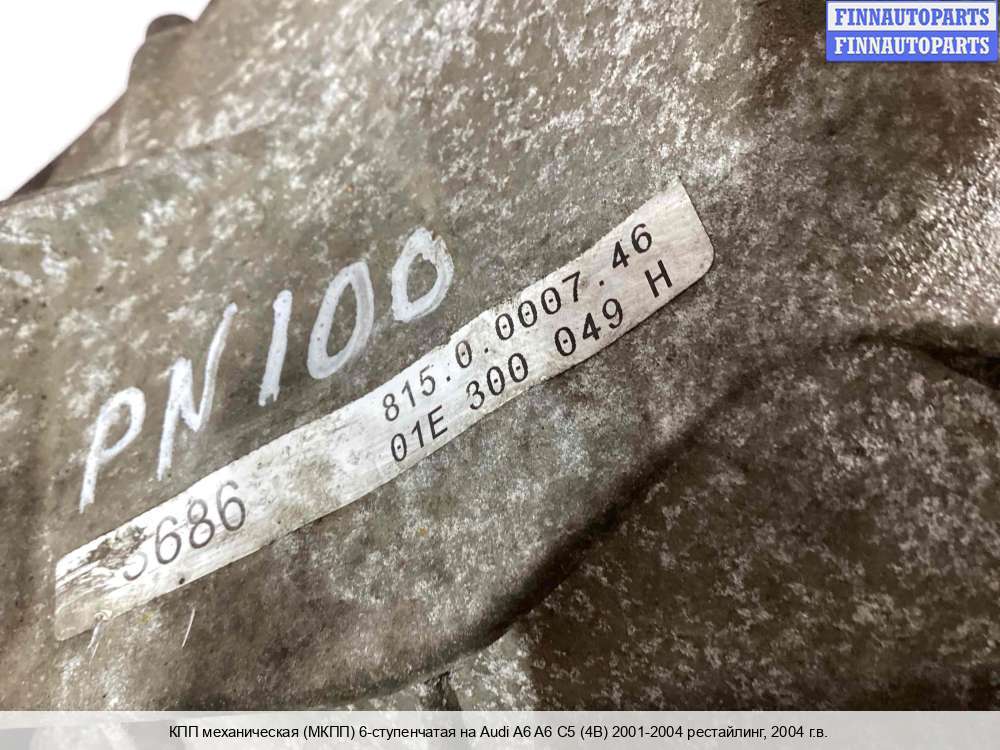 FINNAUTOPARTS
FINNAUTOPARTS
PN100
815.0.0007.46
01E 300 049 H
5686
КПП механическая (МКПП) 6-ступенчатая на Audi A6 A6 C5 (4B) 2001-2004 рестайлинг, 2004 г.в.